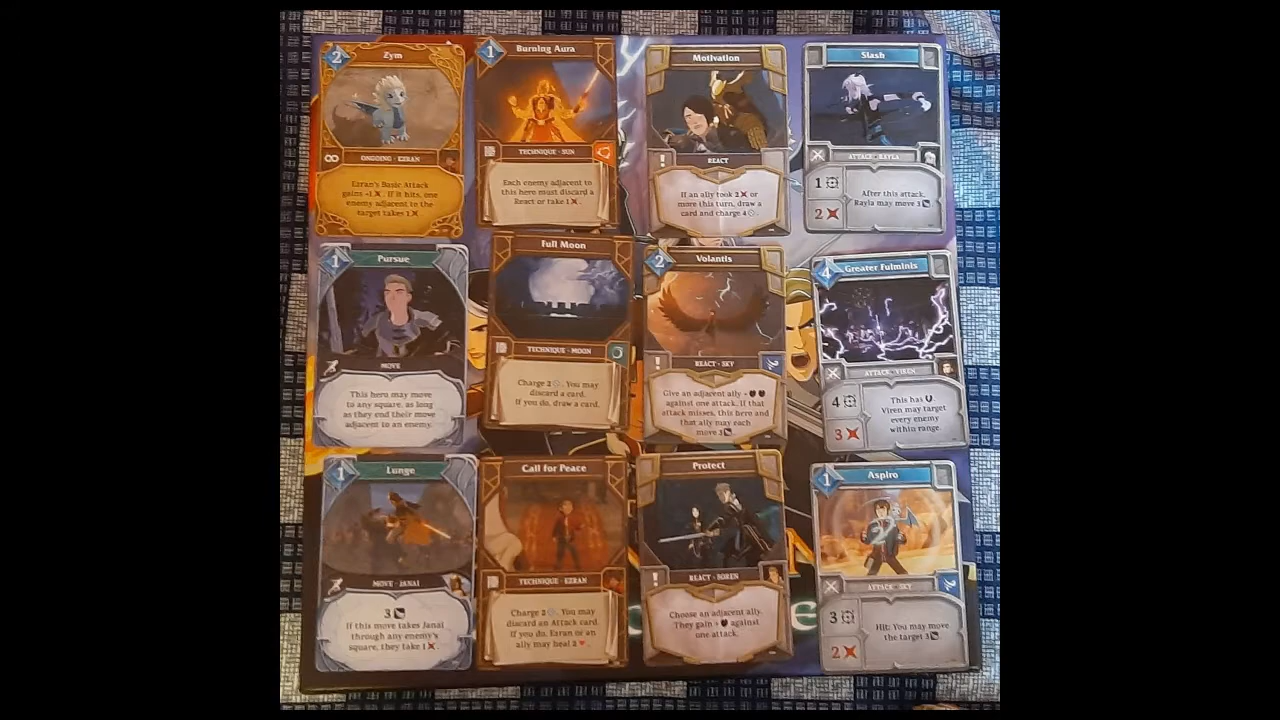 2
Zym
ONGOING · EZRAN
Ezran's Basic Attack
gains +1 . If it hits, one
enemy adjacent to the
target takes 1 .
1
Burning Aura
TECHNIQUE · SUN
Each enemy adjacent to
this hero must discard a
React or take 1 .
Motivation
!
REACT
If an ally took 2 or
more this turn, draw a
card and charge 4 .
Slash
ATTACK · RAYLA
1
2
After this attack,
Rayla may move 3
1
Pursue
MOVE
This hero may move
to any square, as long
as they end their move
adjacent to an enemy.
Full Moon
TECHNIQUE · MOON
Charge 2 . You may
discard a card.
If you do, draw a card.
2
Volantis
!
REACT · SKY
Give an adjacent ally +
against one attack. If that
attack misses, this hero and
that ally may each
move 3
4
Greater Fulminis
ATTACK · VIREN
4
3
This has .
Viren may target
every enemy
within range.
1
Lunge
MOVE · JANAI
3
If this move takes Janai
through any enemy's
square, they take 1 .
Call for Peace
TECHNIQUE · EZRAN
Charge 2 . You may
discard an Attack card.
If you do, Ezran or an
ally may heal 2 .
Protect
!
REACT · SOREN
Choose an adjacent ally.
They gain + against
one attack.
1
Aspiro
ATTACK · SKY
3
2
Hit: You may move
the target 3